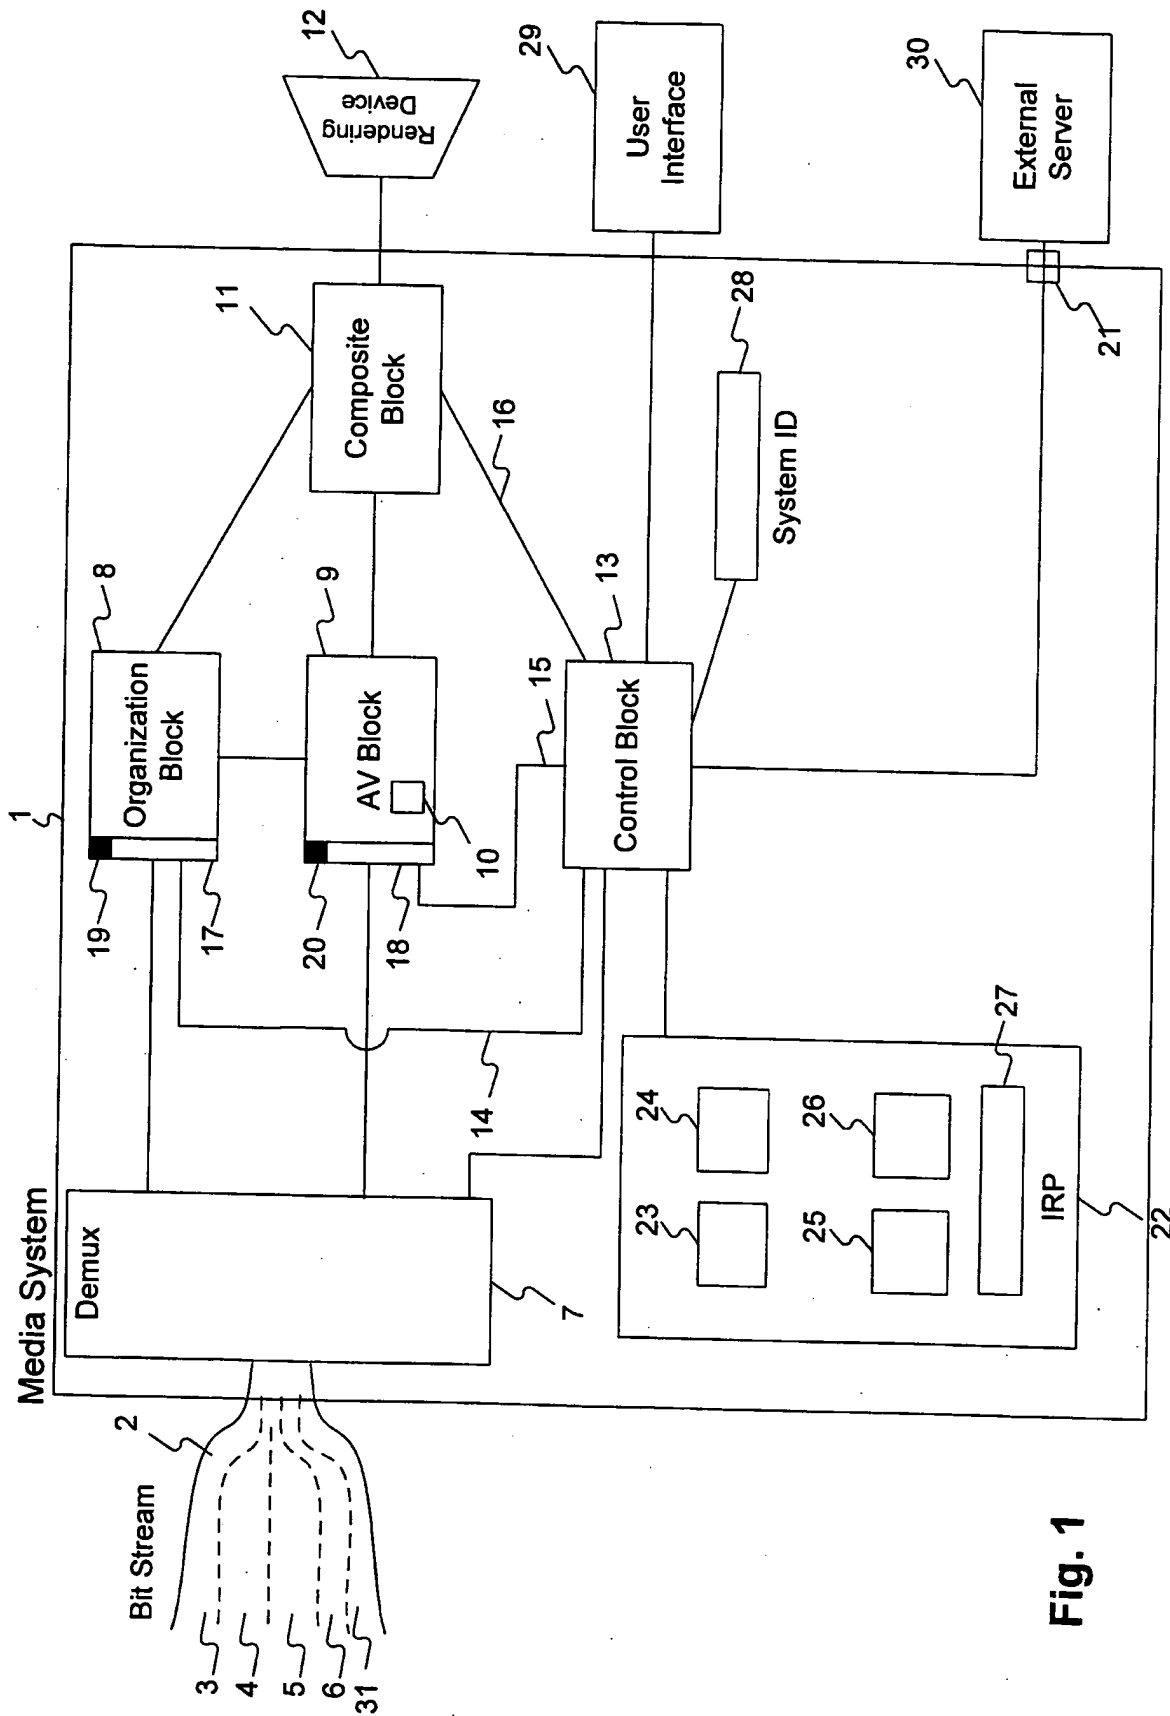 Media System
1
Bit Stream
2
3
4
5
6
31
Demux
7
19
17
Organization
Block
8
20
18
AV Block
9
10
11
Composite
Block
Rendering
Device
12
14
15
16
Control Block
13
User
Interface
29
System ID
28
External
Server
30
21
23
24
25
26
27
IRP
22
Fig. 1